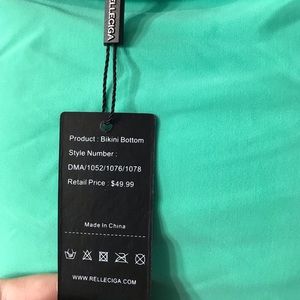 RELLECIGA
Product : Bikini Bottom
Style Number :
DMA/1052/1076/1078
Retail Price : $49.99
Made In China
WWW.RELLECIGA.COM